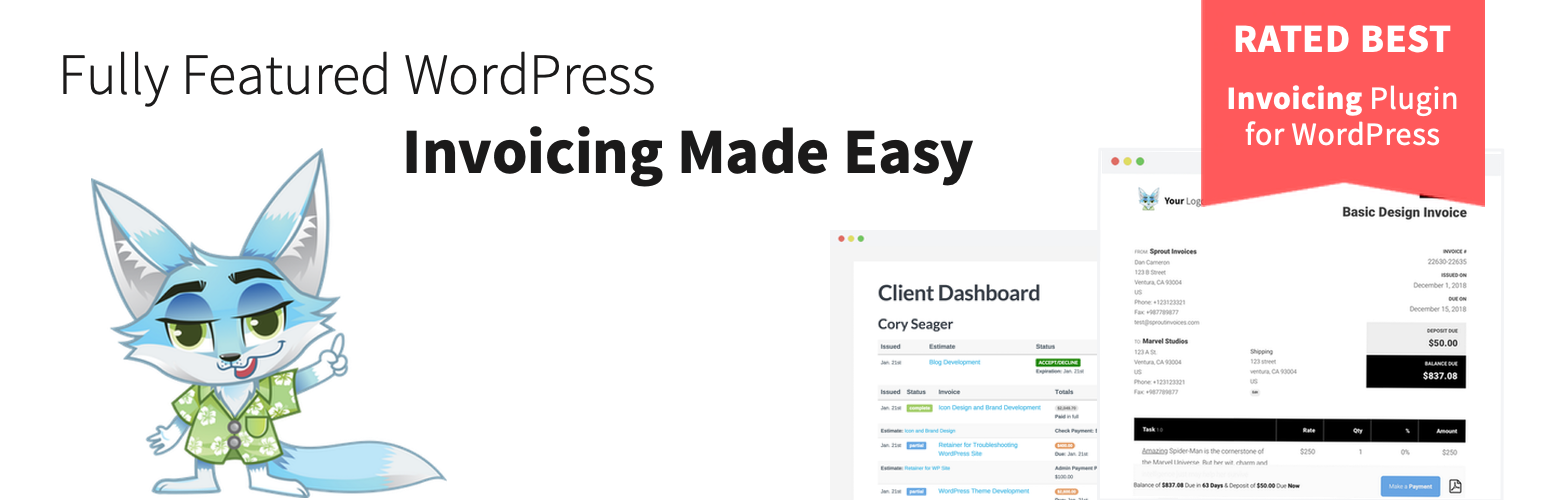 Fully Featured WordPress
Invoicing Made Easy
RATED BEST
Invoicing Plugin
for WordPress
Client Dashboard
Cory Seager
Issued Estimate Status
Jan. 21st Blog Development ACCEPT/DECLINE
Expiration: Jan. 21st
Issued Status Invoice Totals
Jan. 21st complete Icon Design and Brand Development
Paid in full
Estimate: Icon and Brand Design Check Payment:
Jan. 21st partial Retainer for Troubleshooting
WordPress Site Due: Jan. 21st
Estimate: Retainer for WP Site Admin Payment P
$100.00
Jan. 21st partial WordPress Theme Development
Your Log
Basic Design Invoice
FROM Sprout Invoices
Dan Cameron
123 B Street
Ventura, CA 93004
US
Phone: +123123321
Fax: +987789877
test@sproutinvoices.com
INVOICE #
22630-22635
ISSUED ON
December 1, 2018
DUE ON
December 15, 2018
DEPOSIT DUE
$50.00
BALANCE DUE
$837.08
TO Marvel Studios
123 A St.
Ventura, CA 93004
US
Phone: +123123321
Fax: +987789877
Shipping
123 street
ventura, CA 93004
US
Task Rate Qty % Amount
Amazing Spider-Man is the cornerstone of $250 1 0% $250
the Marvel Universe. But her wit, charm and
Balance of $837.08 Due in 63 Days & Deposit of $50.00 Due Now
Make a Payment